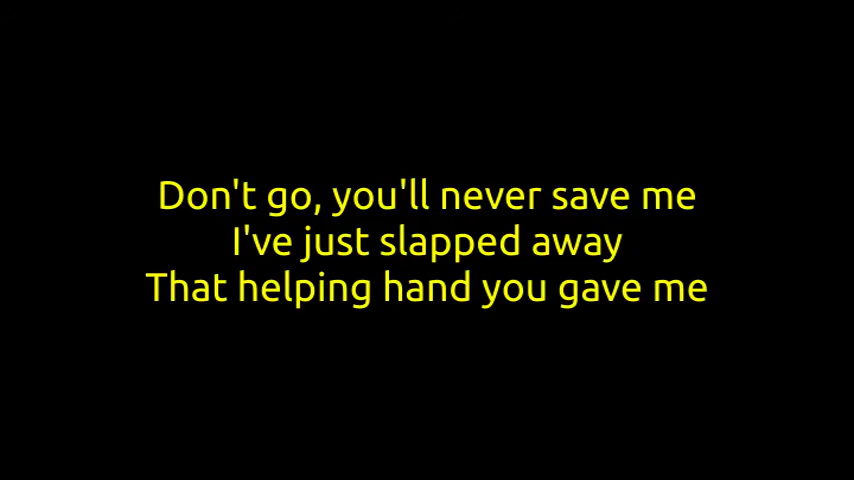 Don't go, you'll never save me
I've just slapped away
That helping hand you gave me